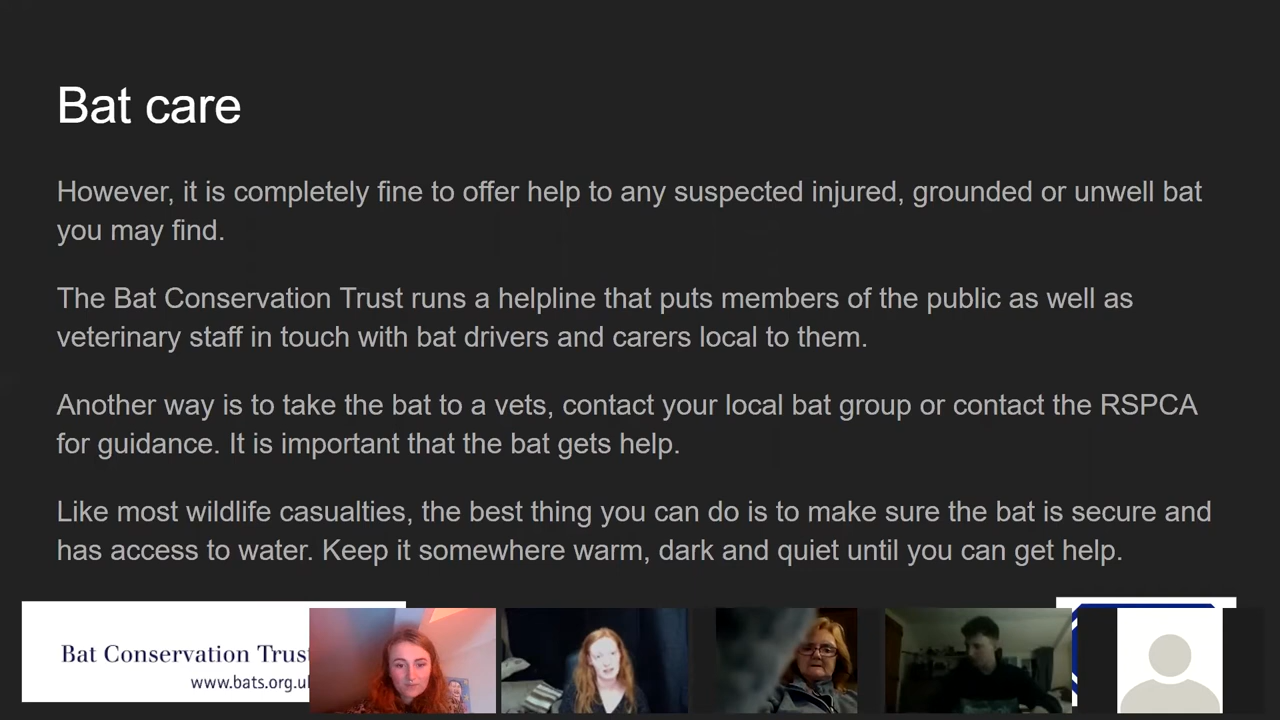 Bat care
However, it is completely fine to offer help to any suspected injured, grounded or unwell bat
you may find.
The Bat Conservation Trust runs a helpline that puts members of the public as well as
veterinary staff in touch with bat drivers and carers local to them.
Another way is to take the bat to a vets, contact your local bat group or contact the RSPCA
for guidance. It is important that the bat gets help.
Like most wildlife casualties, the best thing you can do is to make sure the bat is secure and
has access to water. Keep it somewhere warm, dark and quiet until you can get help.
Bat Conservation Trust
www.bats.org.u